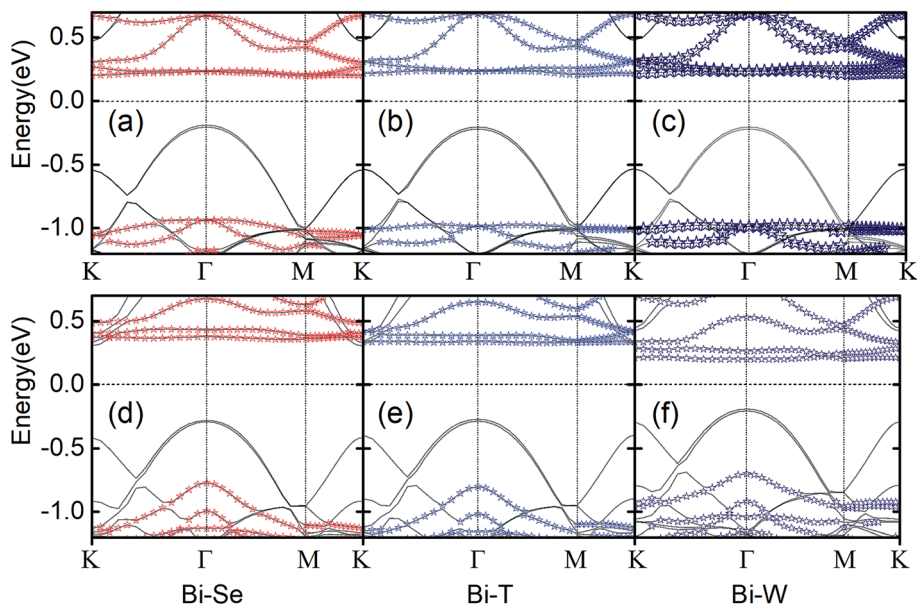 Energy(eV)
0.5
0.0
-0.5
-1.0
(a)
(b)
(c)
K Γ M K Γ M K Γ M K
Energy(eV)
0.5
0.0
-0.5
-1.0
(d)
(e)
(f)
K Γ M K Γ M K Γ M K
Bi-Se Bi-T Bi-W